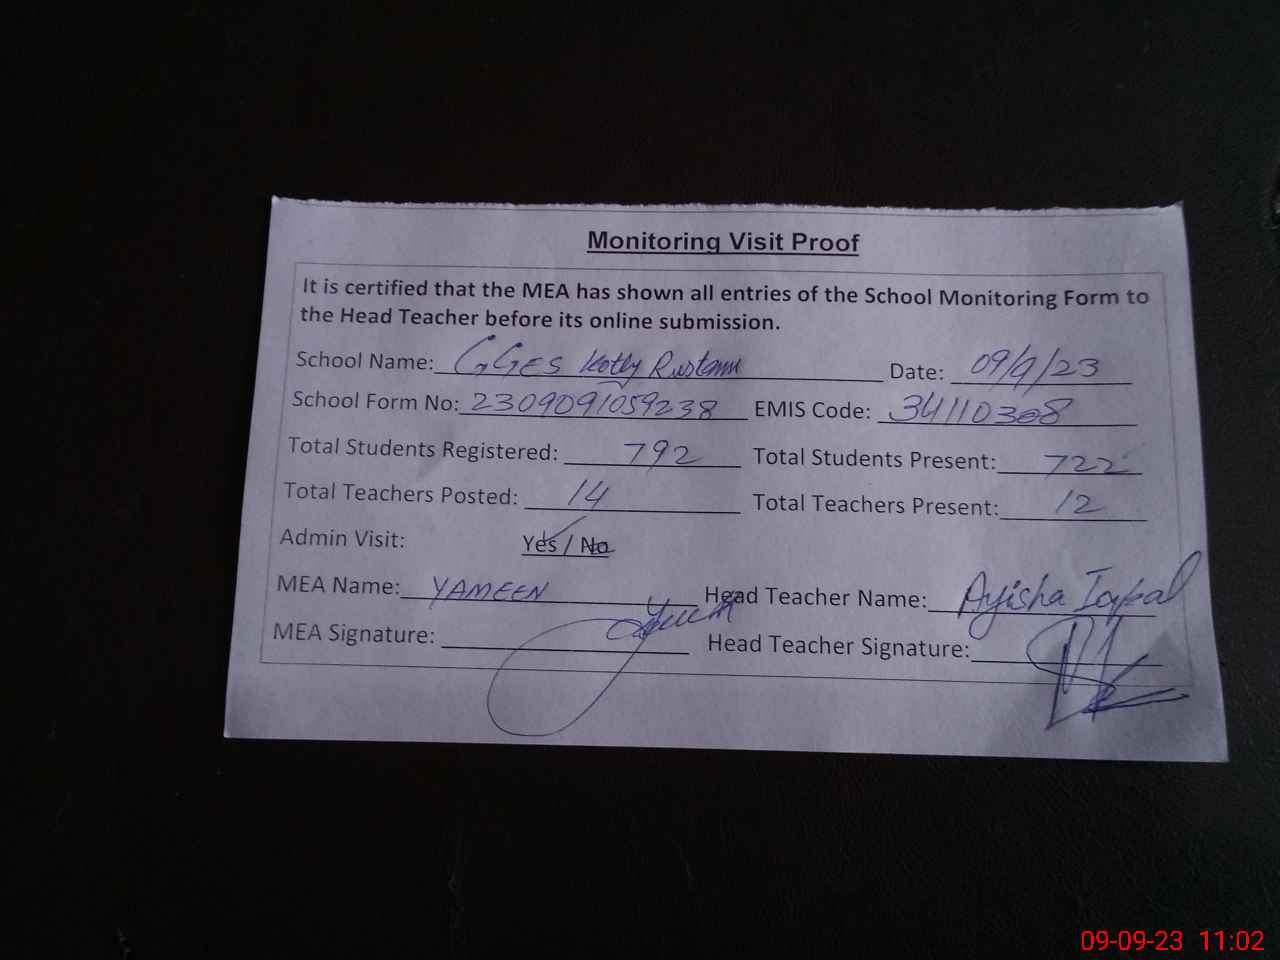 Monitoring Visit Proof
It is certified that the MEA has shown all entries of the School Monitoring Form to
the Head Teacher before its online submission.
School Name: GGES Kotly Rustam Date: 09/9/23
School Form No: 2309091059238 EMIS Code: 34110308
Total Students Registered: 792 Total Students Present: 722
Total Teachers Posted: 14 Total Teachers Present: 12
Admin Visit: Yes / No
MEA Name: YAMEEN Head Teacher Name: Ayisha Iqbal
MEA Signature: Head Teacher Signature:
09-09-23 11:02